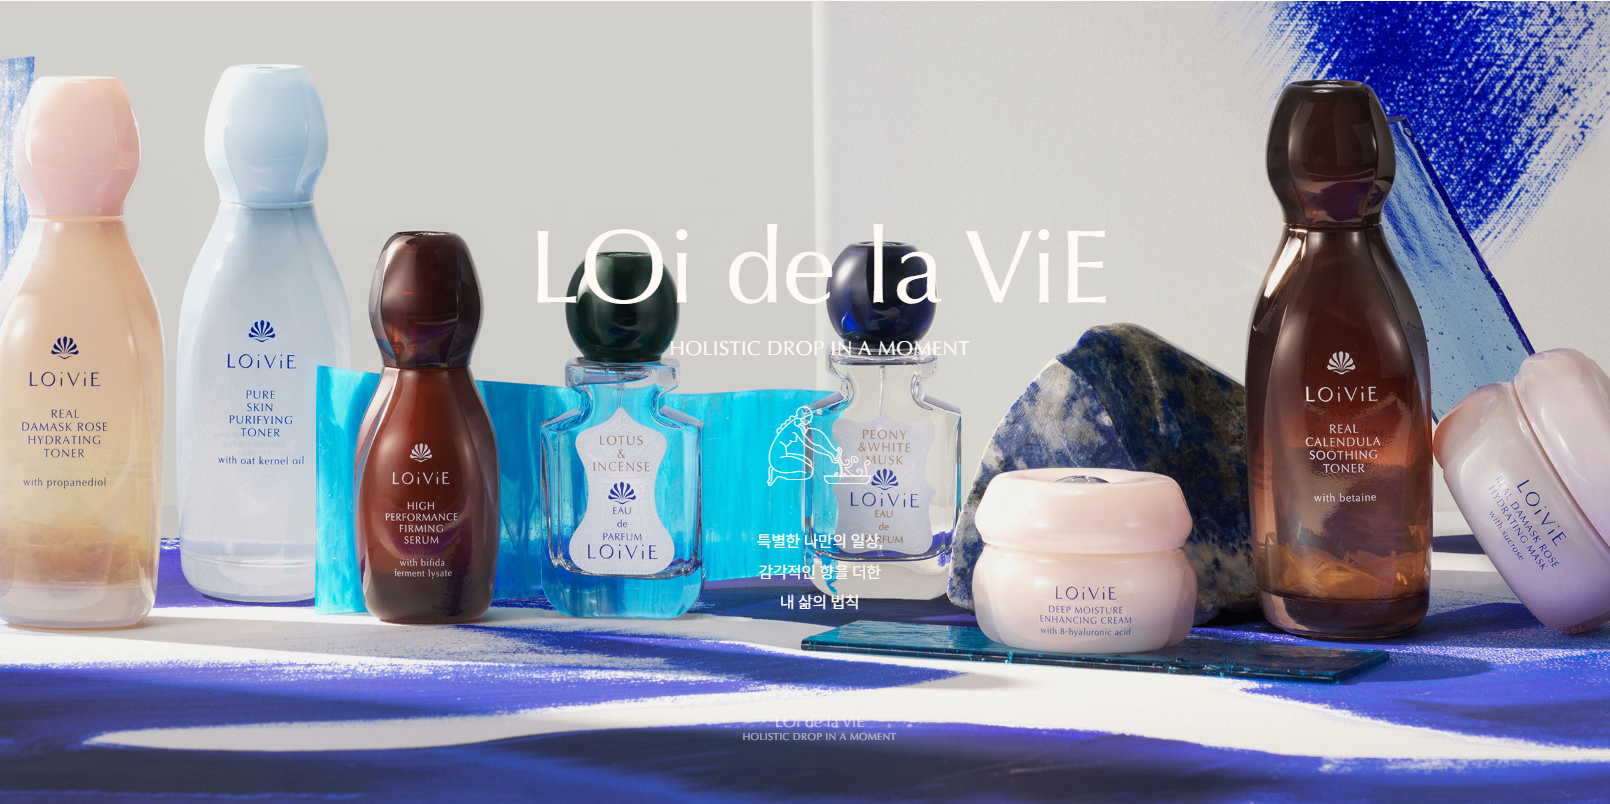 LOi de la ViE
HOLISTIC DROP IN A MOMENT
LOiViE
REAL
DAMASK ROSE
HYDRATING
TONER
with propanediol
LOiViE
PURE
SKIN
PURIFYING
TONER
with oat kernel oil
LOiViE
HIGH
PERFORMANCE
FIRMING
SERUM
with bifida
ferment lysate
LOTUS
&
INCENSE
EAU
de
PARFUM
LOiViE
PEONY
&WHITE
MUSK
LOiViE
EAU
de
PARFUM
특별한 나만의 일상,
감각적인 향을 더한
내 삶의 법칙
LOiViE
DEEP MOISTURE
ENHANCING CREAM
with 8-hyaluronic acid
LOiViE
REAL
CALENDULA
SOOTHING
TONER
with betaine
LOiViE
REAL DAMASK ROSE
HYDRATING MASK
with sucrose
LOi de la ViE
HOLISTIC DROP IN A MOMENT